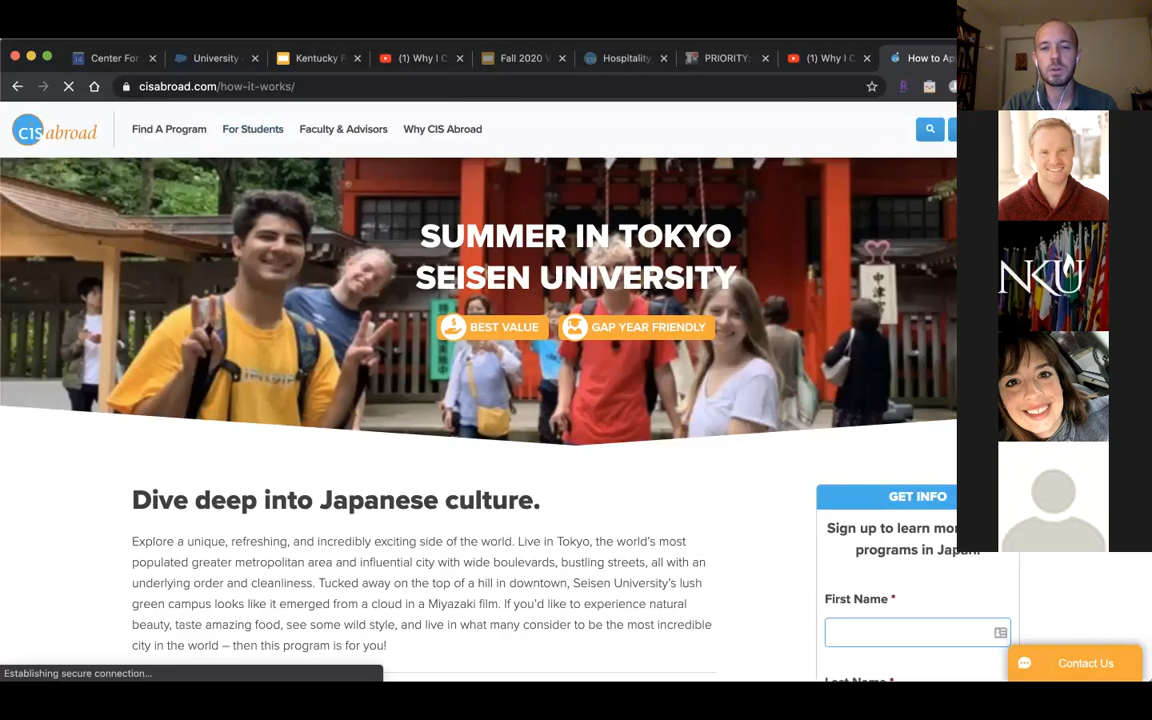 Center For
University
Kentucky F
(1) Why I C
Fall 2020 V
Hospitality
PRIORITY:
(1) Why I C
How to Ap
cisabroad.com/how-it-works/
CIS abroad
Find A Program
For Students
Faculty & Advisors
Why CIS Abroad
SUMMER IN TOKYO
SEISEN UNIVERSITY
BEST VALUE
GAP YEAR FRIENDLY
NKU
Dive deep into Japanese culture.
Explore a unique, refreshing, and incredibly exciting side of the world. Live in Tokyo, the world's most
populated greater metropolitan area and influential city with wide boulevards, bustling streets, all with an
underlying order and cleanliness. Tucked away on the top of a hill in downtown, Seisen University's lush
green campus looks like it emerged from a cloud in a Miyazaki film. If you'd like to experience natural
beauty, taste amazing food, see some wild style, and live in what many consider to be the most incredible
city in the world – then this program is for you!
GET INFO
Sign up to learn mor
programs in Japan.
First Name *
Last Name *
Contact Us
Establishing secure connection...